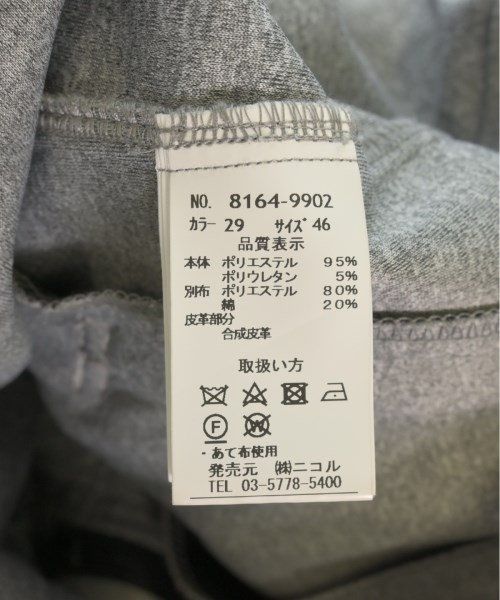 NO. 8164-9902
カラー 29 サイズ 46
品質表示
本体 ポリエステル 95%
ポリウレタン 5%
別布 ポリエステル 80%
綿 20%
皮革部分
合成皮革
取扱い方
F W
・あて布使用
発売元 ㈱ニコル
TEL 03-5778-5400